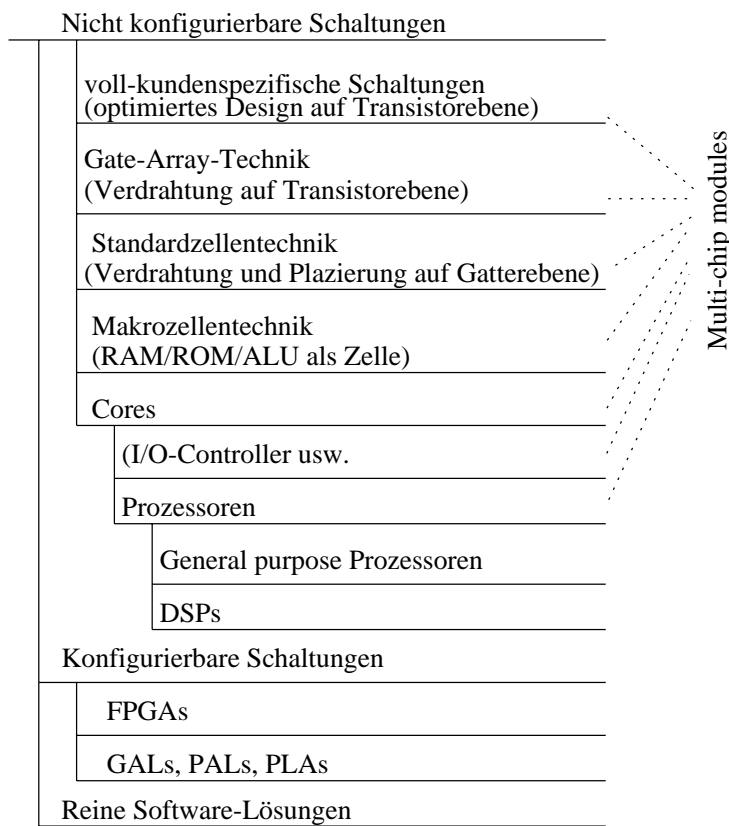 Nicht konfigurierbare Schaltungen
voll-kundenspezifische Schaltungen
(optimiertes Design auf Transistorebene)
Gate-Array-Technik
(Verdrahtung auf Transistorebene)
Standardzellentechnik
(Verdrahtung und Plazierung auf Gatterebene)
Makrozellentechnik
(RAM/ROM/ALU als Zelle)
Cores
(I/O-Controller usw.
Prozessoren
General purpose Prozessoren
DSPs
Konfigurierbare Schaltungen
FPGAs
GALs, PALs, PLAs
Reine Software-Lösungen
Multi-chip modules